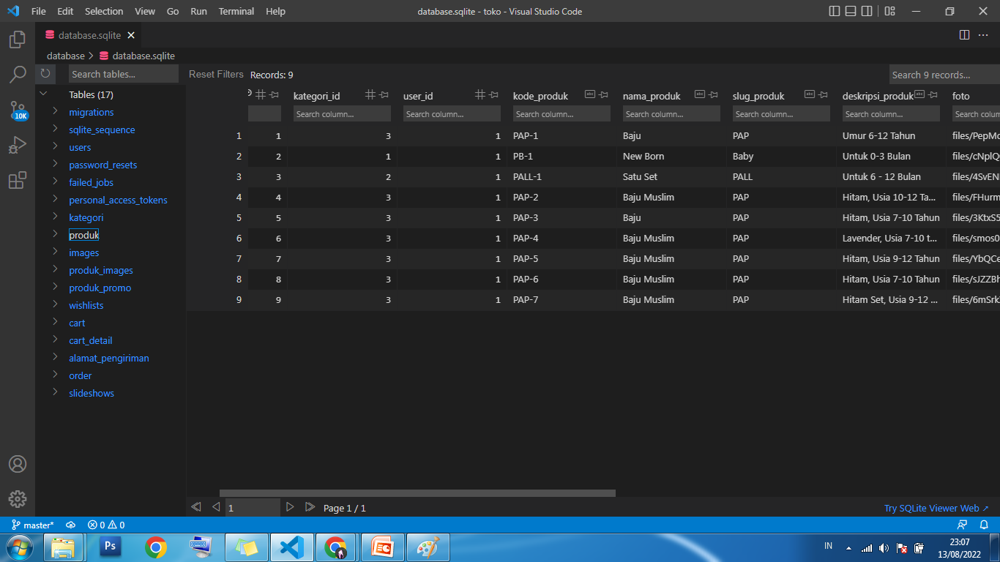 File Edit Selection View Go Run Terminal Help database.sqlite - toko - Visual Studio Code
database.sqlite
database > database.sqlite
Search tables... Reset Filters Records: 9 Search 9 records...
Tables (17)
migrations
sqlite_sequence
users
password_resets
failed_jobs
personal_access_tokens
kategori
produk
images
produk_images
produk_promo
wishlists
cart
cart_detail
alamat_pengiriman
order
slideshows
10K
kategori_id user_id kode_produk nama_produk slug_produk deskripsi_produk foto
Search column... Search column... Search column... Search column... Search column... Search column... Search colum
1 1 3 1 PAP-1 Baju PAP Umur 6-12 Tahun files/PepMo
2 2 1 1 PB-1 New Born Baby Untuk 0-3 Bulan files/cNplQ
3 3 2 1 PALL-1 Satu Set PALL Untuk 6 - 12 Bulan files/4SvEN
4 4 3 1 PAP-2 Baju Muslim PAP Hitam, Usia 10-12 Ta... files/FHurm
5 5 3 1 PAP-3 Baju PAP Hitam, Usia 7-10 Tahun files/3KtxS5
6 6 3 1 PAP-4 Baju Muslim PAP Lavender, Usia 7-10 t... files/smos0
7 7 3 1 PAP-5 Baju Muslim PAP Hitam, Usia 9-12 Tahun files/YbQCe
8 8 3 1 PAP-6 Baju Muslim PAP Hitam, Usia 7-10 Tahun files/sJZZBh
9 9 3 1 PAP-7 Baju Muslim PAP Hitam Set, Usia 9-12 ... files/6mSrk
1 Page 1 / 1 Try SQLite Viewer Web ↗
master* 0 0
Ps IN 23:07
13/08/2022